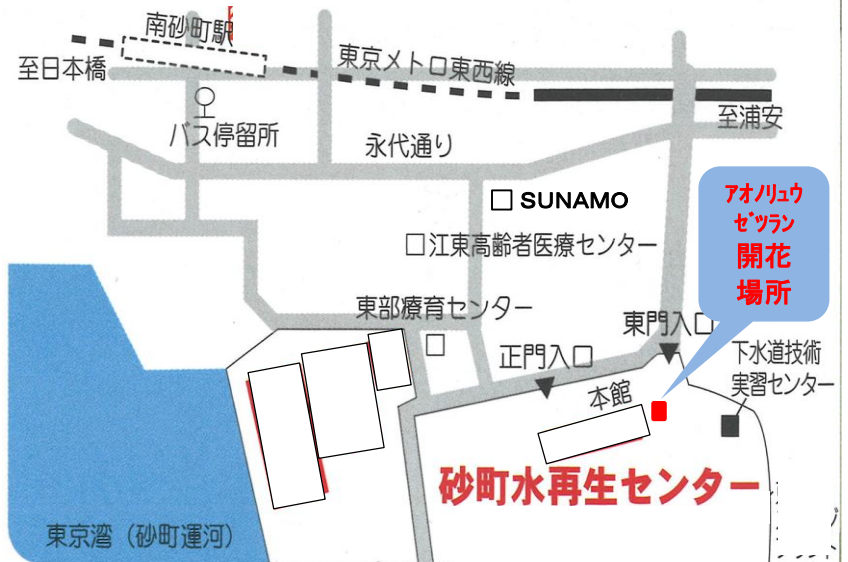 南砂町駅
東京メトロ東西線
至日本橋
至浦安
バス停留所
永代通り
SUNAMO
アオノリュウ
ゼツラン
開花
場所
江東高齢者医療センター
東部療育センター
東門入口
正門入口
下水道技術
実習センター
本館
砂町水再生センター
東京湾(砂町運河)